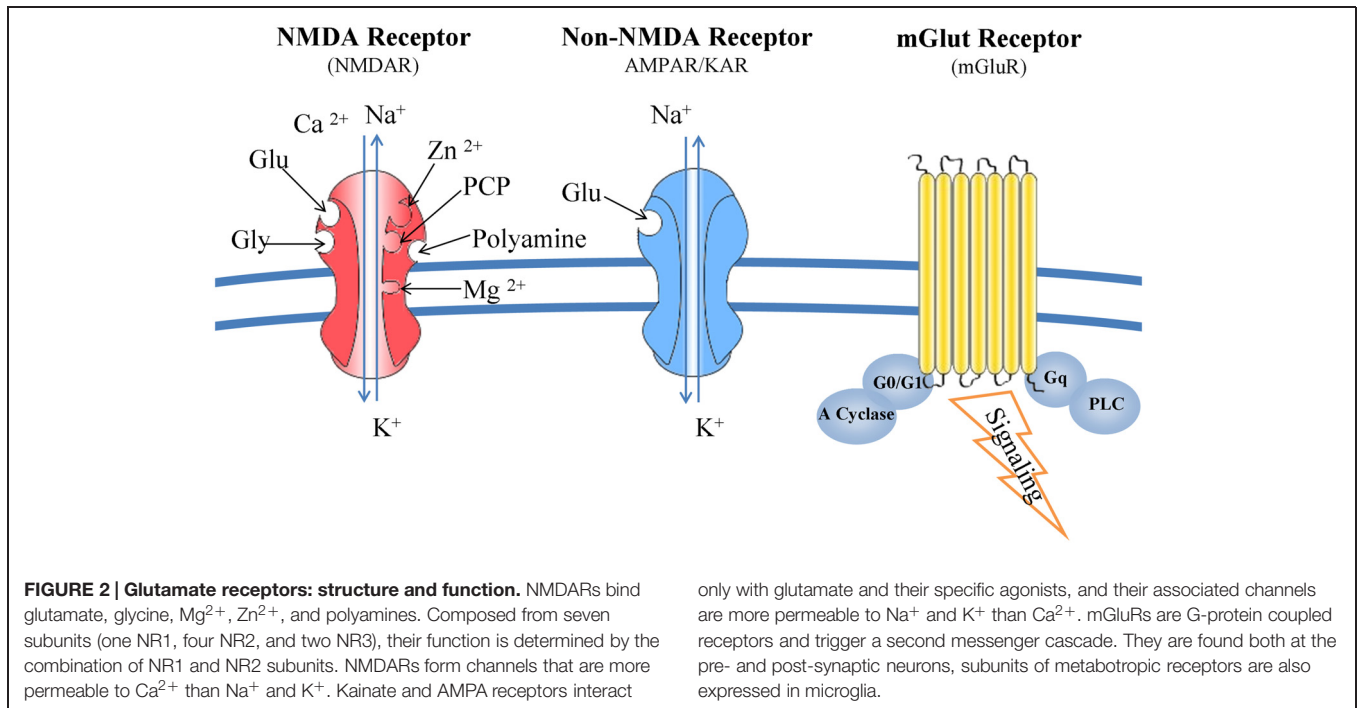 NMDA Receptor
(NMDAR)
Non-NMDA Receptor
AMPAR/KAR
mGlut Receptor
(mGluR)
Ca ²⁺
Na⁺
Glu
Gly
Zn ²⁺
PCP
Polyamine
Mg ²⁺
K⁺
Na⁺
Glu
K⁺
G0/G1
A Cyclase
Gq
PLC
Signaling
FIGURE 2 | Glutamate receptors: structure and function. NMDARs bind
glutamate, glycine, Mg²⁺, Zn²⁺, and polyamines. Composed from seven
subunits (one NR1, four NR2, and two NR3), their function is determined by the
combination of NR1 and NR2 subunits. NMDARs form channels that are more
permeable to Ca²⁺ than Na⁺ and K⁺. Kainate and AMPA receptors interact
only with glutamate and their specific agonists, and their associated channels
are more permeable to Na⁺ and K⁺ than Ca²⁺. mGluRs are G-protein coupled
receptors and trigger a second messenger cascade. They are found both at the
pre- and post-synaptic neurons, subunits of metabotropic receptors are also
expressed in microglia.